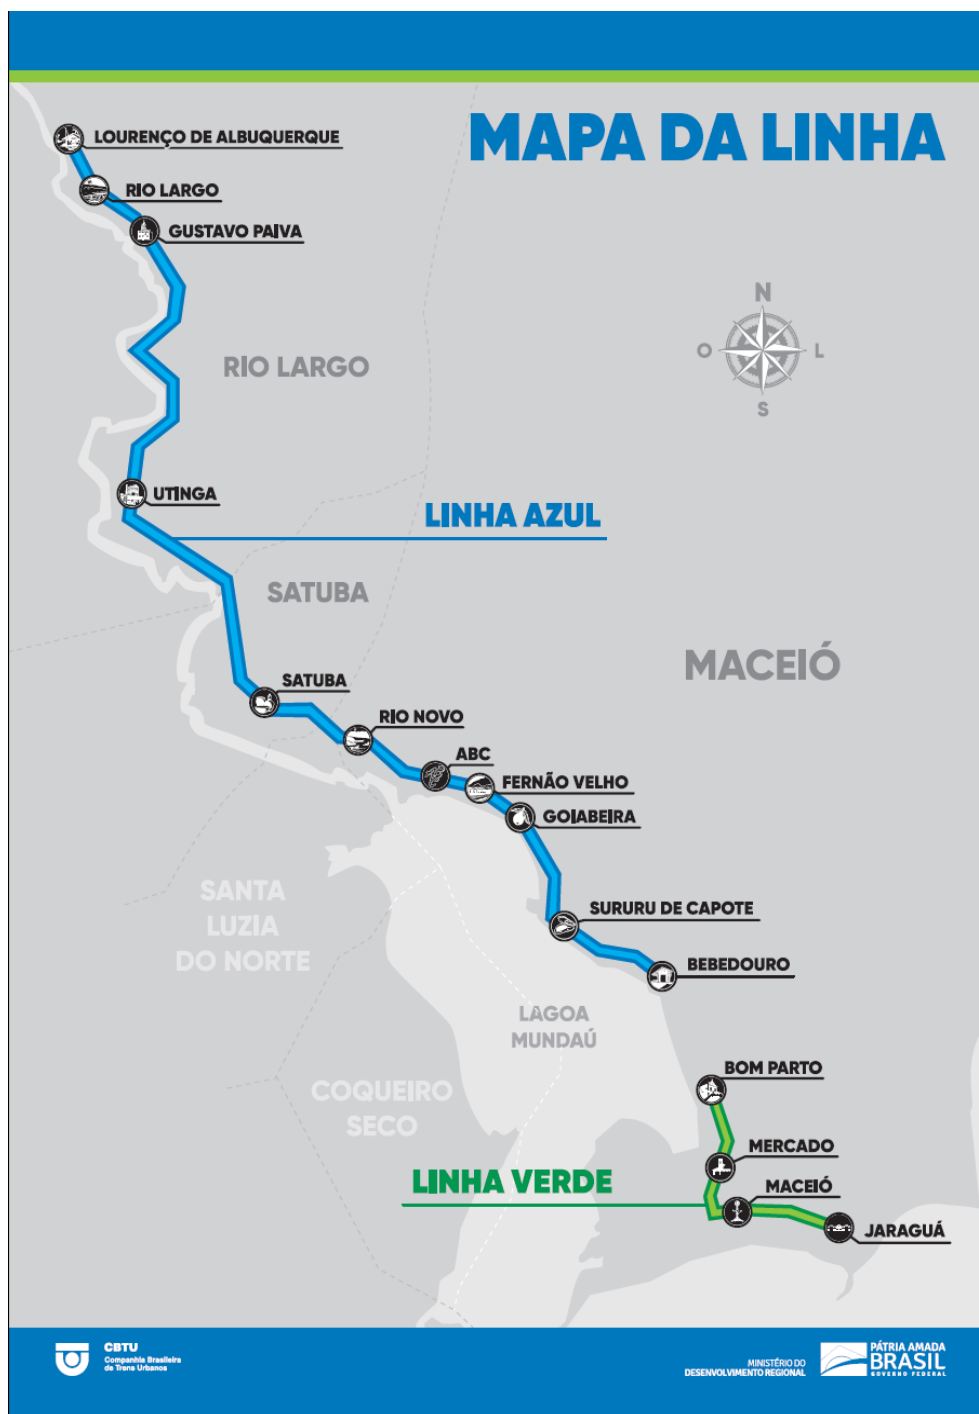 MAPA DA LINHA
LOURENÇO DE ALBUQUERQUE
RIO LARGO
GUSTAVO PAIVA
N
O
L
S
RIO LARGO
UTINGA
LINHA AZUL
SATUBA
MACEIÓ
SATUBA
RIO NOVO
ABC
FERNÃO VELHO
GOIABEIRA
SANTA
LUZIA
DO NORTE
SURURU DE CAPOTE
BEBEDOURO
LAGOA
MUNDAÚ
COQUEIRO
SECO
BOM PARTO
MERCADO
LINHA VERDE
MACEIÓ
JARAGUÁ
CBTU
Companhia Brasileira
de Trens Urbanos
MINISTÉRIO DO
DESENVOLVIMENTO REGIONAL
PÁTRIA AMADA
BRASIL
GOVERNO FEDERAL